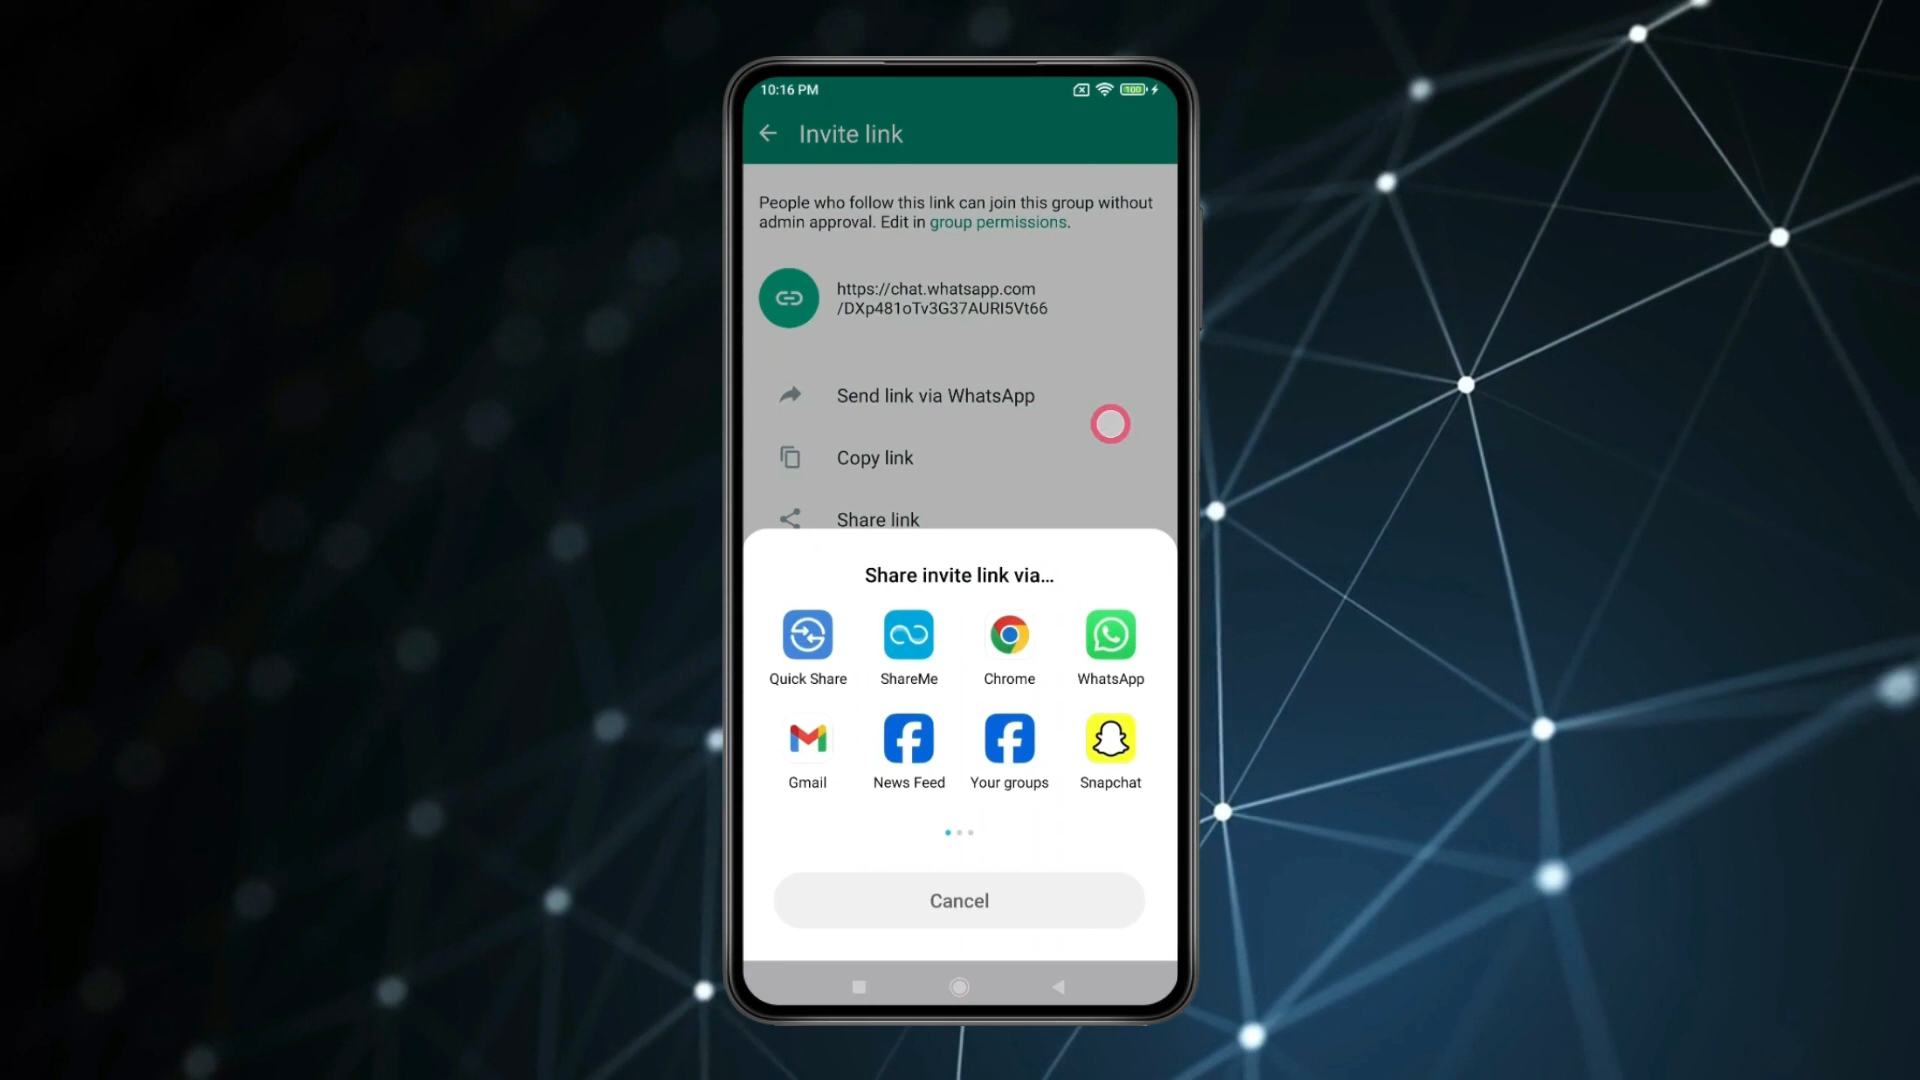 10:16 PM
100
Invite link
People who follow this link can join this group without
admin approval. Edit in group permissions.
https://chat.whatsapp.com
/DXp481oTv3G37AURI5Vt66
Send link via WhatsApp
Copy link
Share link
Share invite link via...
Quick Share
ShareMe
Chrome
WhatsApp
Gmail
News Feed
Your groups
Snapchat
Cancel